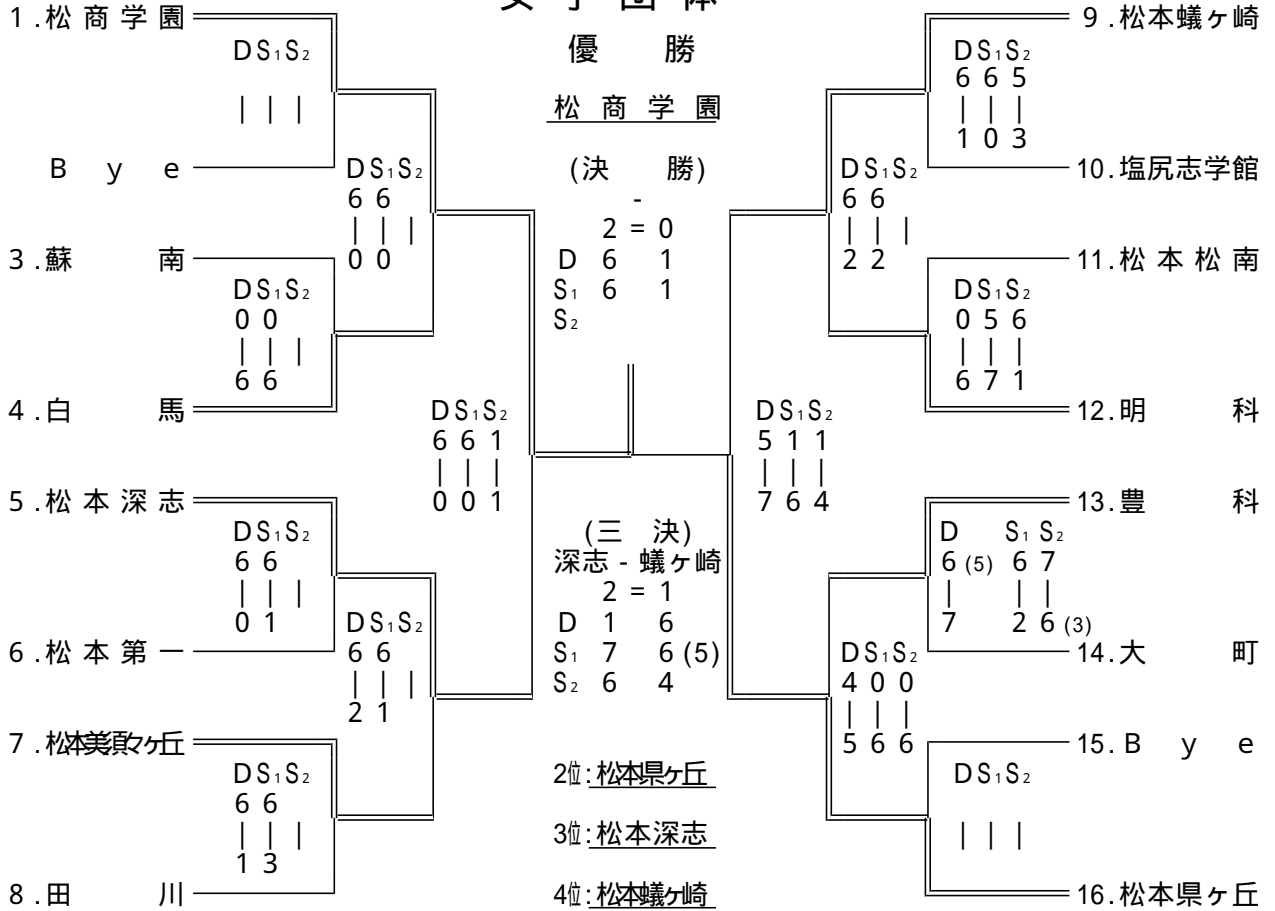 女子団体
優　　勝
松商学園
1.松商学園
DS₁S₂
| | |
Bye
DS₁S₂
6 6
| | |
0 0
3.蘇　　南
DS₁S₂
0 0
| | |
6 6
4.白　　馬
DS₁S₂
6 6 1
| | |
0 0 1
5.松本深志
DS₁S₂
6 6
| | |
0 1
6.松本第一
DS₁S₂
6 6
| | |
2 1
7.松本美須々ヶ丘
DS₁S₂
6 6
| | |
1 3
8.田　　川
(決　　勝)
-
2 = 0
D 6 1
S₁ 6 1
S₂
(三　決)
深志 - 蟻ヶ崎
2 = 1
D 1 6
S₁ 7 6 (5)
S₂ 6 4
2位:松本県ヶ丘
3位:松本深志
4位:松本蟻ヶ崎
9.松本蟻ヶ崎
DS₁S₂
6 6 5
| | |
1 0 3
10.塩尻志学館
DS₁S₂
6 6
| | |
2 2
11.松本松南
DS₁S₂
0 5 6
| | |
6 7 1
12.明　　科
DS₁S₂
5 1 1
| | |
7 6 4
13.豊　　科
D S₁ S₂
6 (5) 6 7
| | |
7 2 6 (3)
14.大　　町
DS₁S₂
4 0 0
| | |
5 6 6
15.Bye
DS₁S₂
| | |
16.松本県ヶ丘